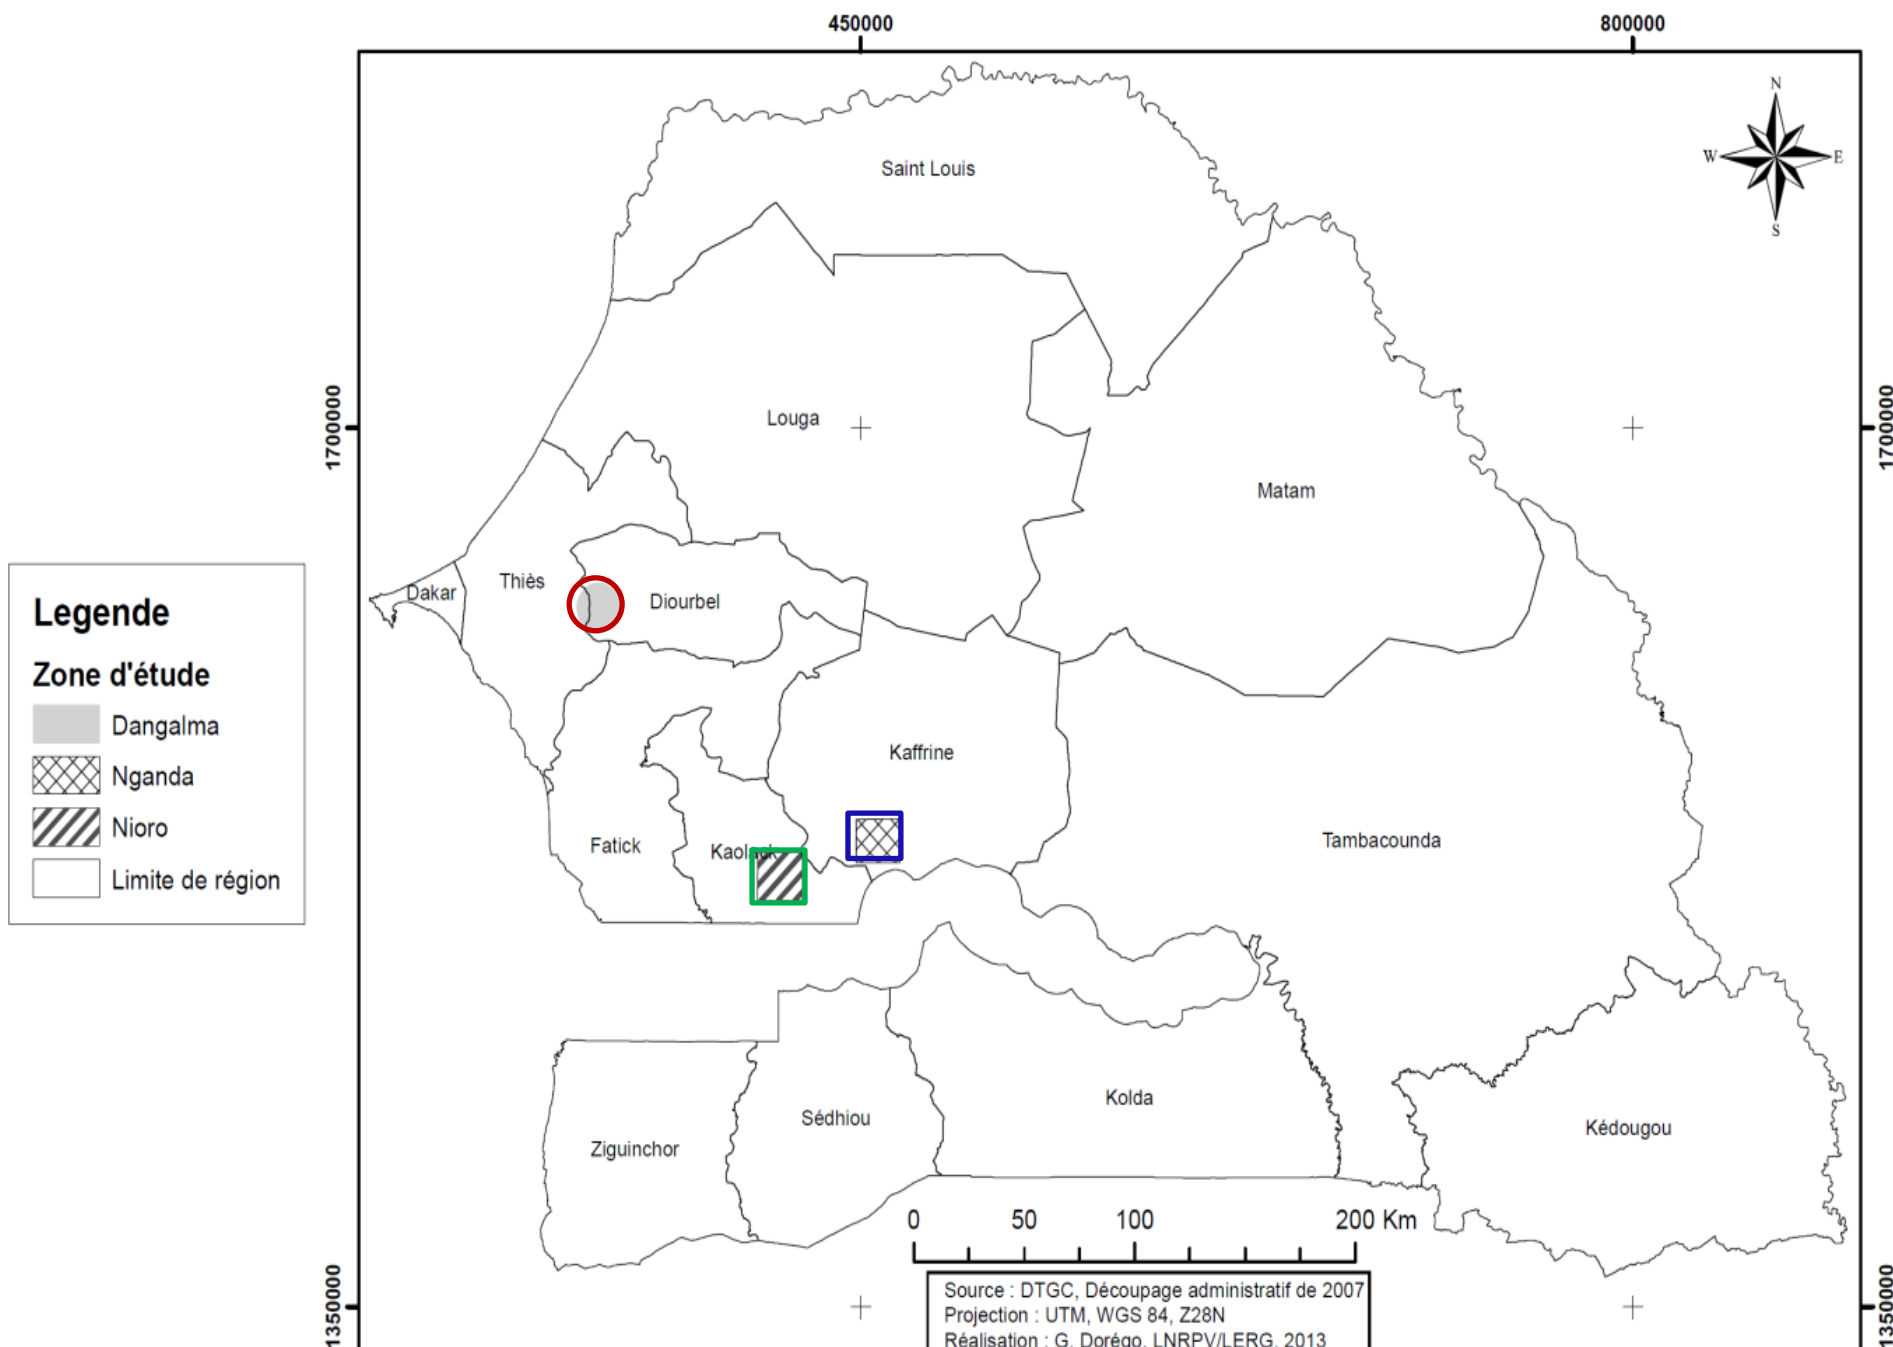 450000
800000
N
W
E
S
Saint Louis
1700000
1700000
Louga
Matam
Dakar
Thiès
Diourbel
Legende
Zone d'étude
Dangalma
Nganda
Nioro
Limite de région
Kaffrine
Fatick
Kaolack
Tambacounda
Kolda
Sédhiou
Ziguinchor
Kédougou
0 50 100 200 Km
1350000
1350000
Source : DTGC, Découpage administratif de 2007
Projection : UTM, WGS 84, Z28N
Réalisation : G. Dorégo, LNRPV/LERG, 2013